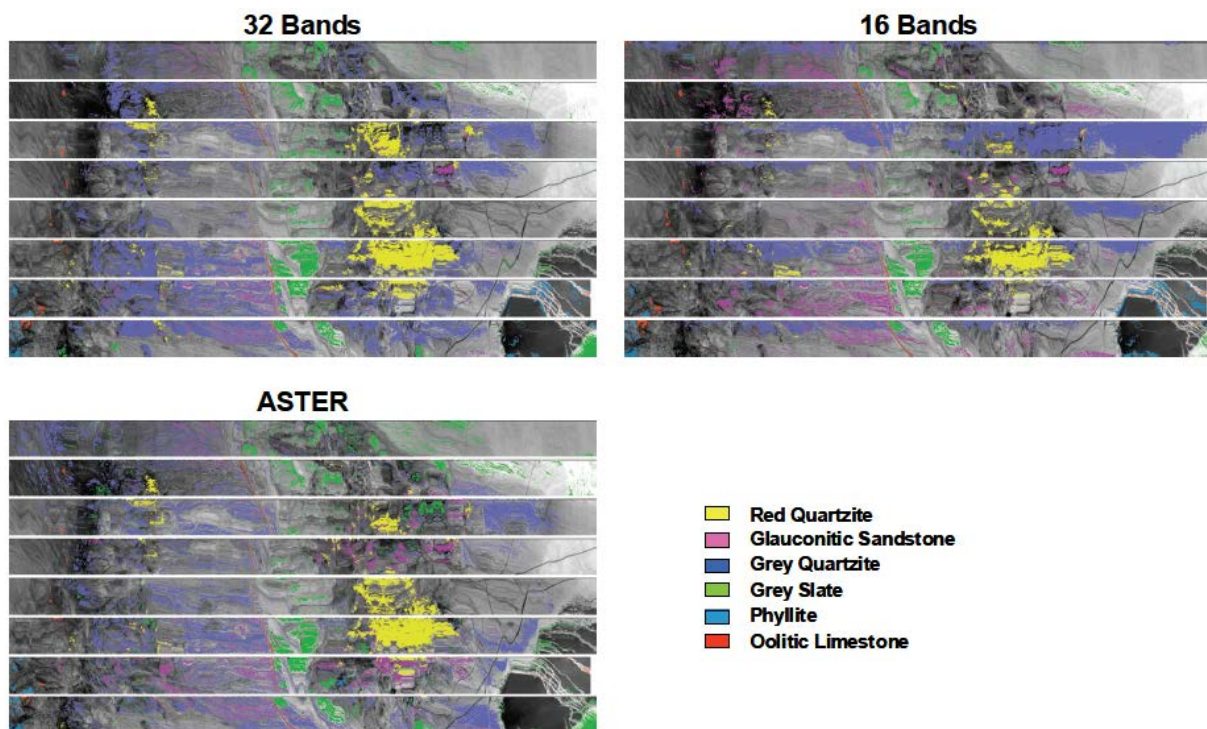 32 Bands
16 Bands
ASTER
Red Quartzite
Glauconitic Sandstone
Grey Quartzite
Grey Slate
Phyllite
Oolitic Limestone